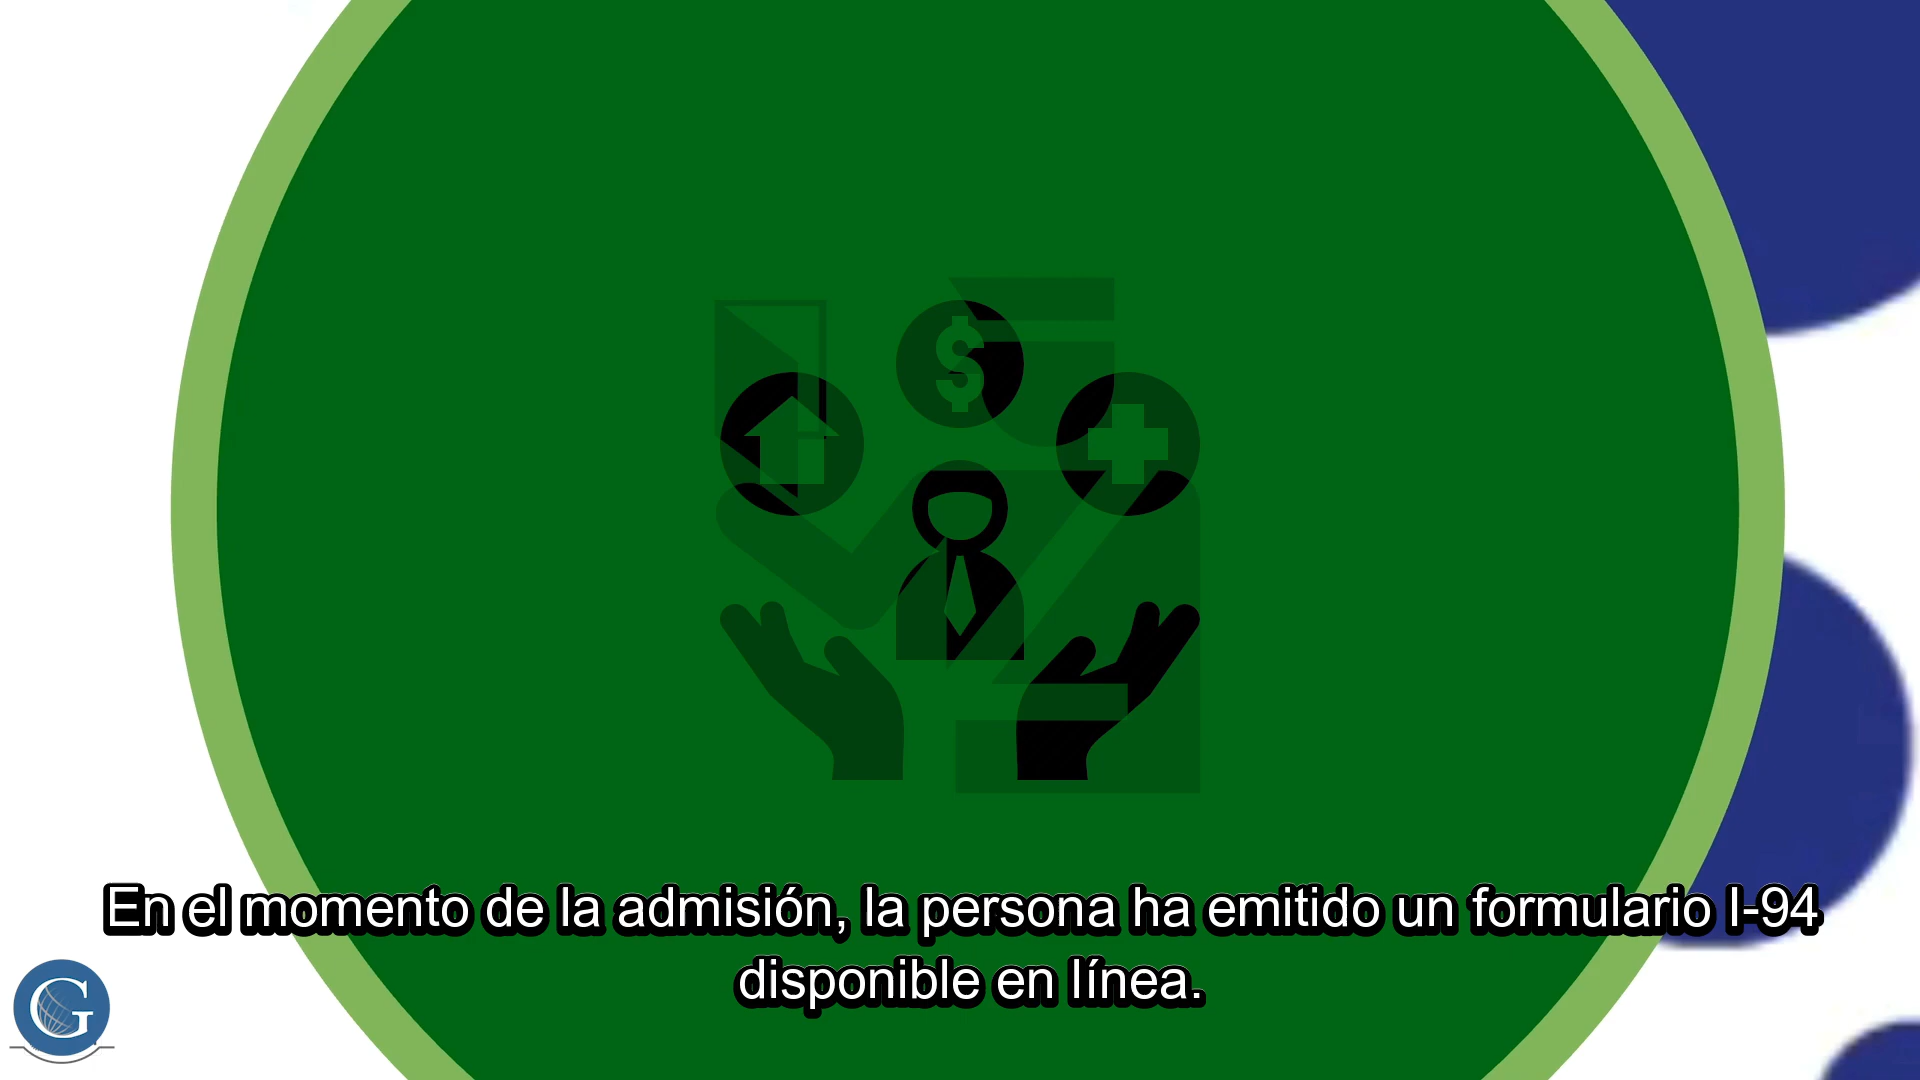 $
En el momento de la admisión, la persona ha emitido un formulario I-94
disponible en línea.
G